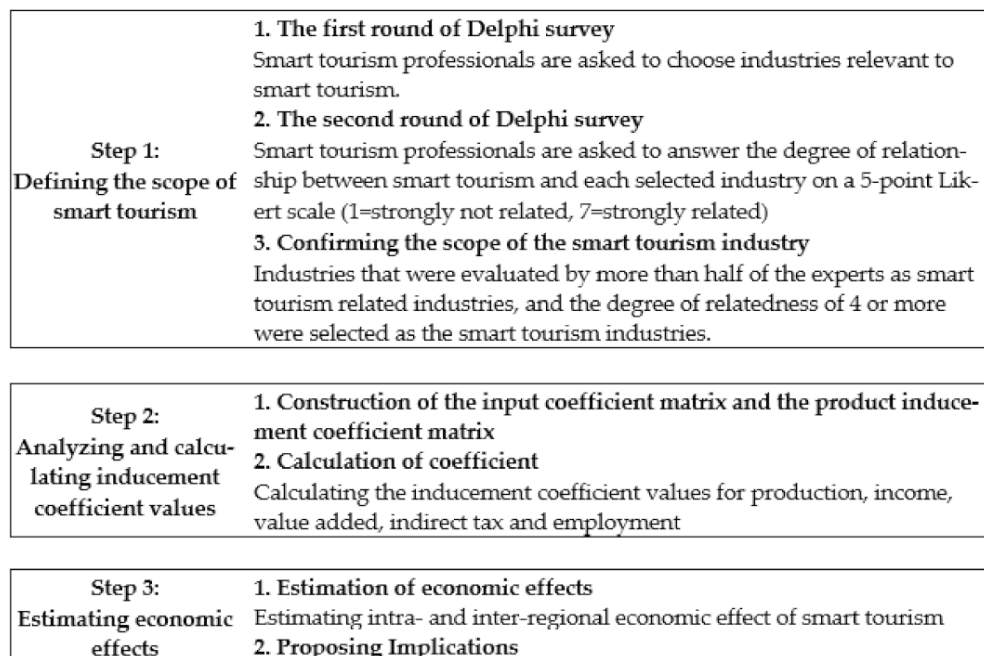 1. The first round of Delphi survey
Smart tourism professionals are asked to choose industries relevant to
smart tourism.
2. The second round of Delphi survey
Step 1:
Defining the scope of
smart tourism
Smart tourism professionals are asked to answer the degree of relation-
ship between smart tourism and each selected industry on a 5-point Lik-
ert scale (1=strongly not related, 7=strongly related)
3. Confirming the scope of the smart tourism industry
Industries that were evaluated by more than half of the experts as smart
tourism related industries, and the degree of relatedness of 4 or more
were selected as the smart tourism industries.
Step 2:
Analyzing and calcu-
lating inducement
coefficient values
1. Construction of the input coefficient matrix and the product induce-
ment coefficient matrix
2. Calculation of coefficient
Calculating the inducement coefficient values for production, income,
value added, indirect tax and employment
Step 3:
Estimating economic
effects
1. Estimation of economic effects
Estimating intra- and inter-regional economic effect of smart tourism
2. Proposing Implications